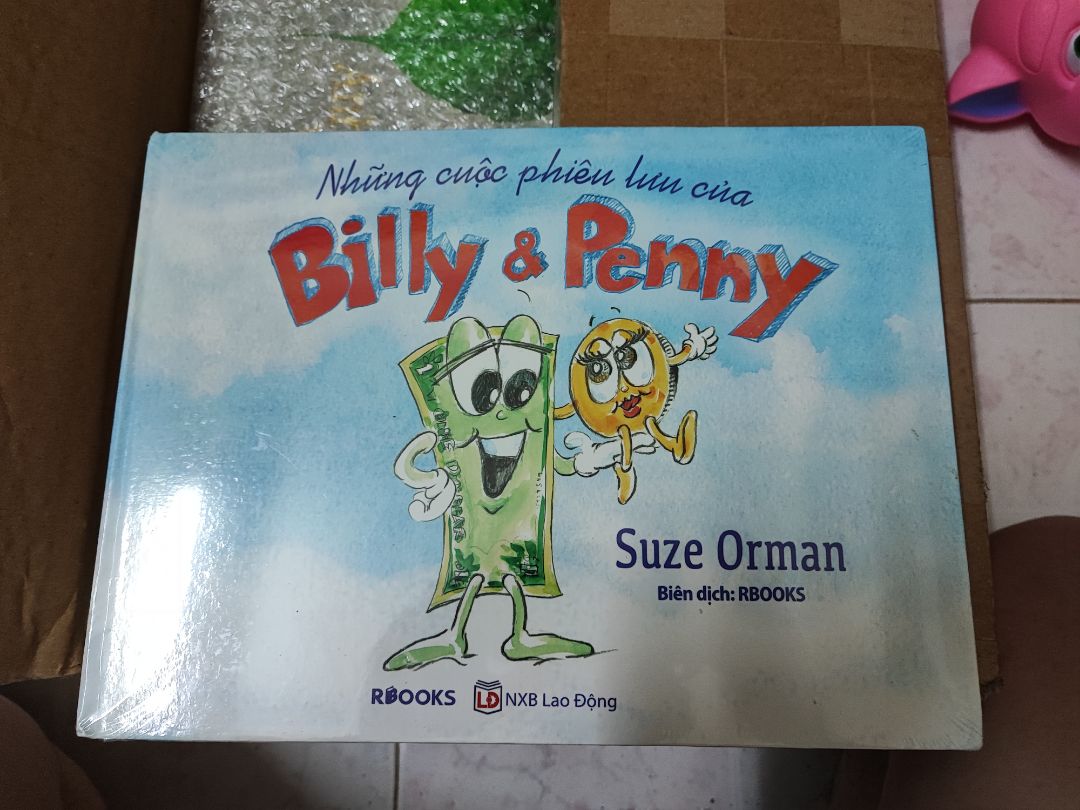 Những cuộc phiêu lưu của
Billy & Penny
Suze Orman
Biên dịch: RBOOKS
RBOOKS LĐ NXB Lao Động